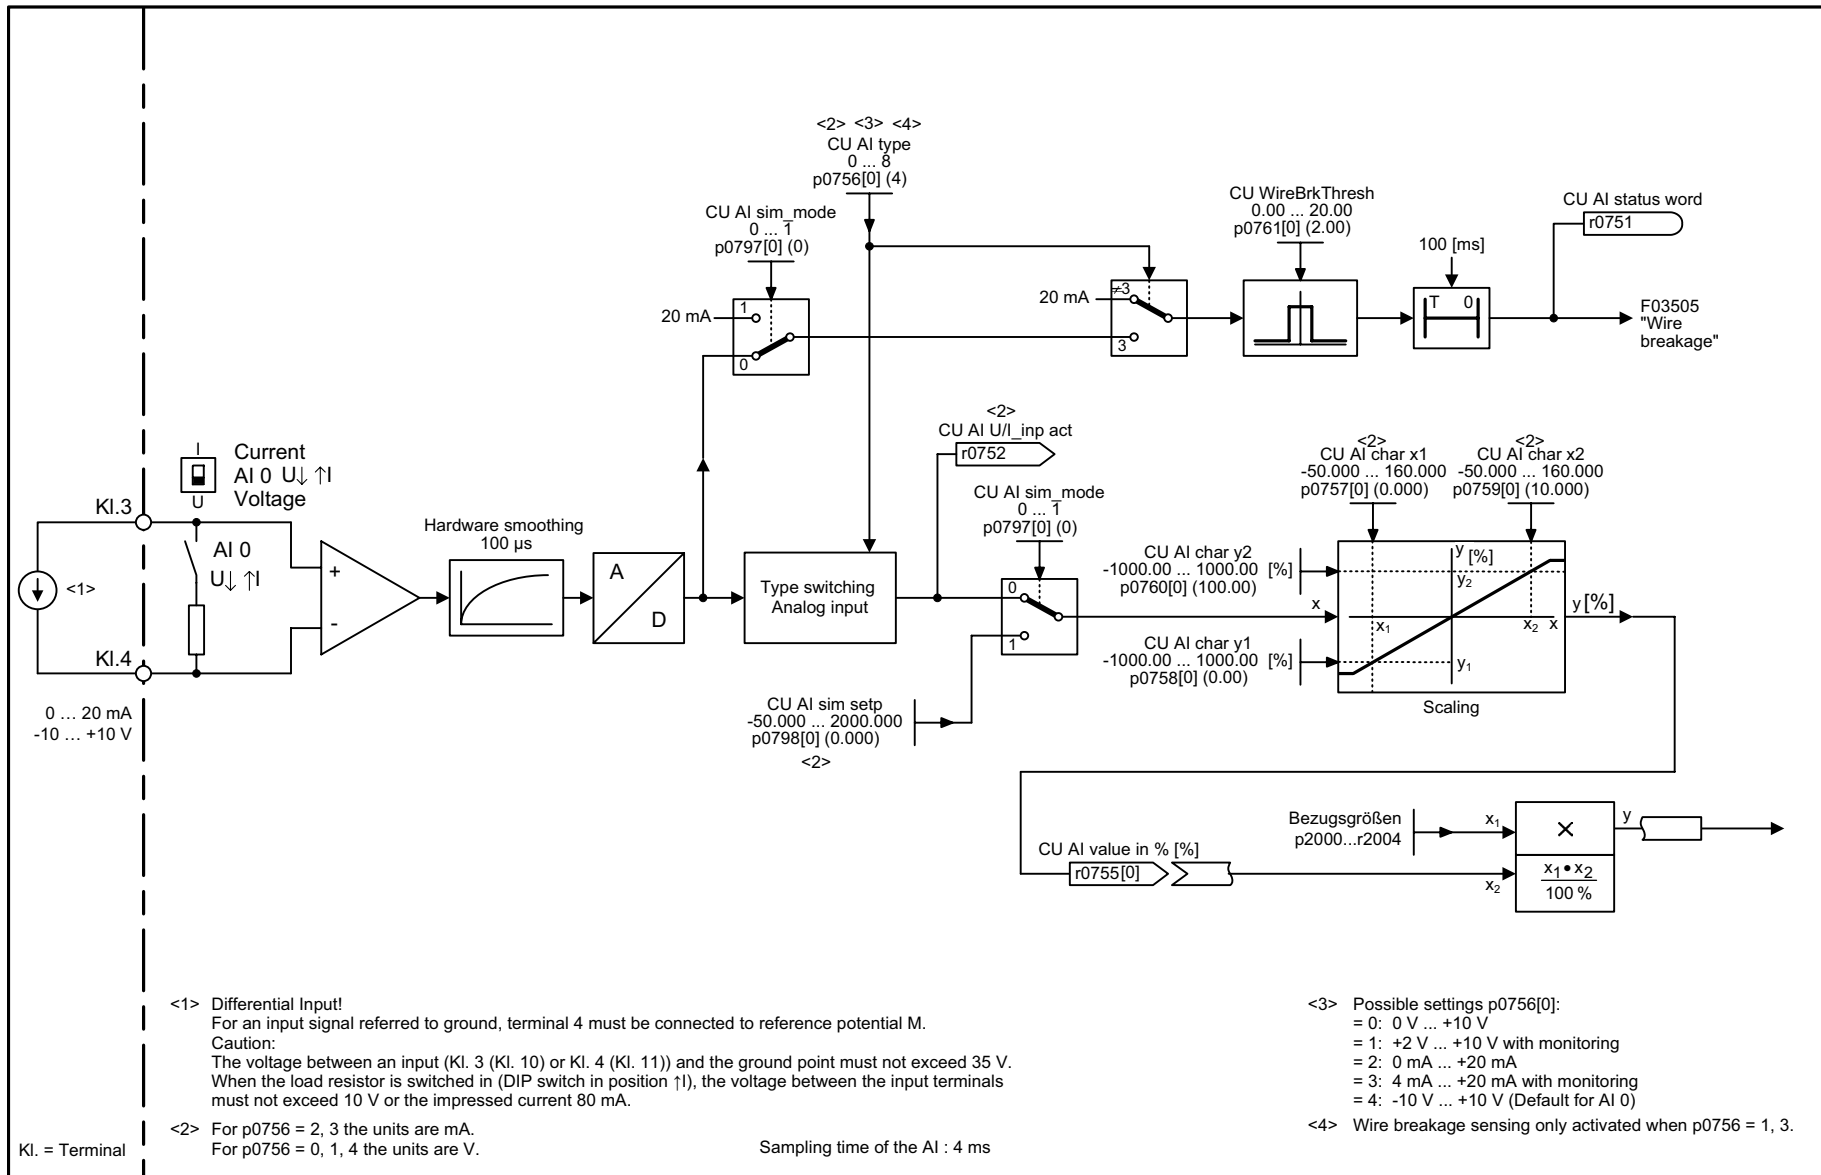 <2> <3> <4>
CU AI type
0 ... 8
p0756[0] (4)
CU AI sim_mode
0 ... 1
p0797[0] (0)
20 mA
1
0
20 mA
≠3
3
CU WireBrkThresh
0.00 ... 20.00
p0761[0] (2.00)
100 [ms]
T 0
CU AI status word
r0751
F03505
"Wire
breakage"
I
U
Current
AI 0 U↓ ↑I
Voltage
Kl.3
AI 0
U↓ ↑I
<1>
Kl.4
0 ... 20 mA
-10 ... +10 V
+
-
Hardware smoothing
100 µs
A
D
Type switching
Analog input
<2>
CU AI U/I_inp act
r0752
CU AI sim_mode
0 ... 1
p0797[0] (0)
0
1
CU AI sim setp
-50.000 ... 2000.000
p0798[0] (0.000)
<2>
<2>
CU AI char x1
-50.000 ... 160.000
p0757[0] (0.000)
<2>
CU AI char x2
-50.000 ... 160.000
p0759[0] (10.000)
CU AI char y2
-1000.00 ... 1000.00 [%]
p0760[0] (100.00)
x
CU AI char y1
-1000.00 ... 1000.00 [%]
p0758[0] (0.00)
y [%]
y2
x1
x2 x
y1
y [%]
Scaling
Bezugsgrößen
p2000...r2004
x1
y
CU AI value in % [%]
r0755[0]
x2
×
x1 • x2
100 %
<1> Differential Input!
For an input signal referred to ground, terminal 4 must be connected to reference potential M.
Caution:
The voltage between an input (Kl. 3 (Kl. 10) or Kl. 4 (Kl. 11)) and the ground point must not exceed 35 V.
When the load resistor is switched in (DIP switch in position ↑I), the voltage between the input terminals
must not exceed 10 V or the impressed current 80 mA.
<2> For p0756 = 2, 3 the units are mA.
For p0756 = 0, 1, 4 the units are V.
Kl. = Terminal
Sampling time of the AI : 4 ms
<3> Possible settings p0756[0]:
= 0: 0 V ... +10 V
= 1: +2 V ... +10 V with monitoring
= 2: 0 mA ... +20 mA
= 3: 4 mA ... +20 mA with monitoring
= 4: -10 V ... +10 V (Default for AI 0)
<4> Wire breakage sensing only activated when p0756 = 1, 3.